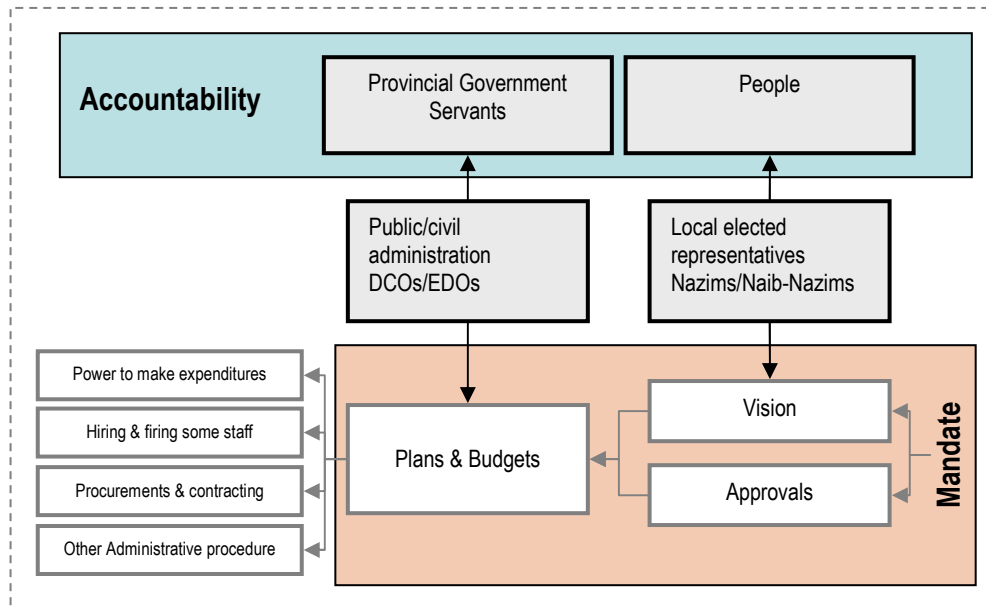 Accountability
Provincial Government
Servants
People
Public/civil
administration
DCOs/EDOs
Local elected
representatives
Nazims/Naib-Nazims
Power to make expenditures
Hiring & firing some staff
Procurements & contracting
Other Administrative procedure
Plans & Budgets
Vision
Approvals
Mandate